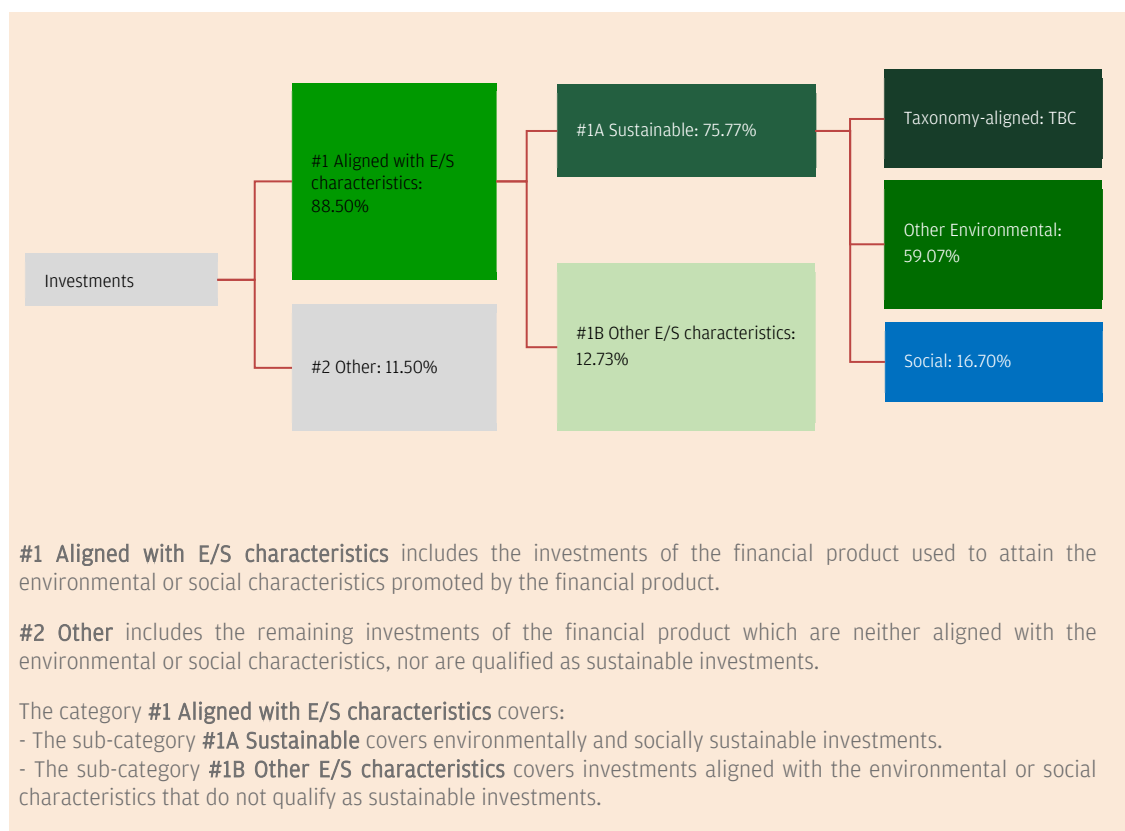 Investments
#1 Aligned with E/S
characteristics:
88.50%
#2 Other: 11.50%
#1A Sustainable: 75.77%
#1B Other E/S characteristics:
12.73%
Taxonomy-aligned: TBC
Other Environmental:
59.07%
Social: 16.70%
#1 Aligned with E/S characteristics includes the investments of the financial product used to attain the
environmental or social characteristics promoted by the financial product.
#2 Other includes the remaining investments of the financial product which are neither aligned with the
environmental or social characteristics, nor are qualified as sustainable investments.
The category #1 Aligned with E/S characteristics covers:
- The sub-category #1A Sustainable covers environmentally and socially sustainable investments.
- The sub-category #1B Other E/S characteristics covers investments aligned with the environmental or social
characteristics that do not qualify as sustainable investments.